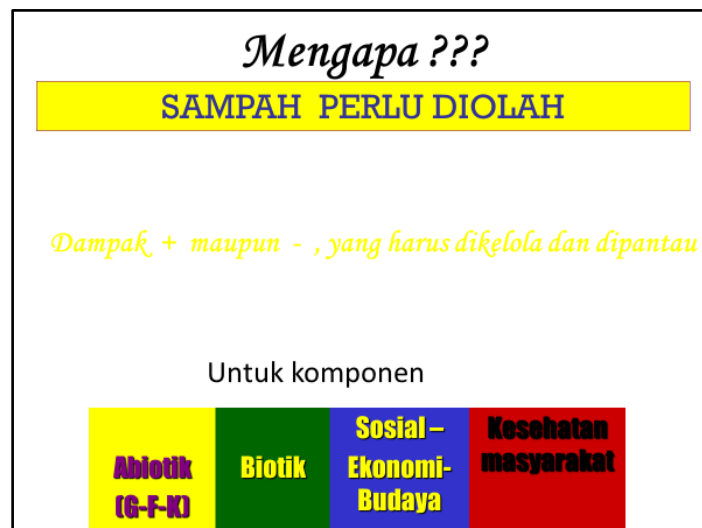 Mengapa ???
SAMPAH PERLU DIOLAH
Dampak + maupun - , yang harus dikelola dan dipantau
Untuk komponen
Abiotik
(G-F-K)
Biotik
Sosial –
Ekonomi-
Budaya
Kesehatan
masyarakat